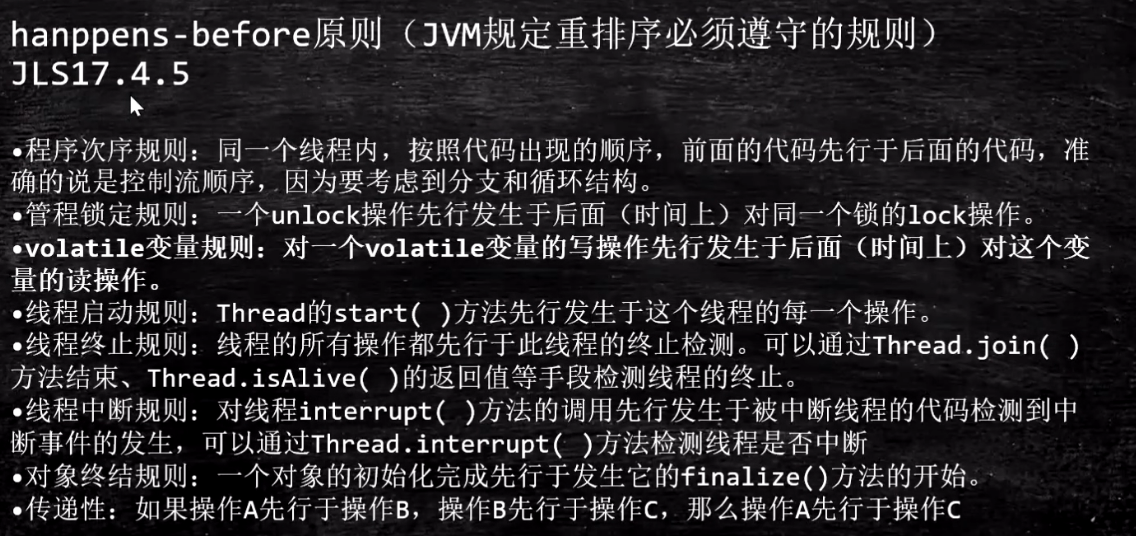 hanppens-before原则（JVM规定重排序必须遵守的规则）
JLS17.4.5
•程序次序规则：同一个线程内，按照代码出现的顺序，前面的代码先行于后面的代码，准
确的说是控制流顺序，因为要考虑到分支和循环结构。
•管程锁定规则：一个unlock操作先行发生于后面（时间上）对同一个锁的lock操作。
•volatile变量规则：对一个volatile变量的写操作先行发生于后面（时间上）对这个变
量的读操作。
•线程启动规则：Thread的start( )方法先行发生于这个线程的每一个操作。
•线程终止规则：线程的所有操作都先行于此线程的终止检测。可以通过Thread.join( )
方法结束、Thread.isAlive( )的返回值等手段检测线程的终止。
•线程中断规则：对线程interrupt( )方法的调用先行发生于被中断线程的代码检测到中
断事件的发生，可以通过Thread.interrupt( )方法检测线程是否中断
•对象终结规则：一个对象的初始化完成先行于发生它的finalize()方法的开始。
•传递性：如果操作A先行于操作B，操作B先行于操作C，那么操作A先行于操作C